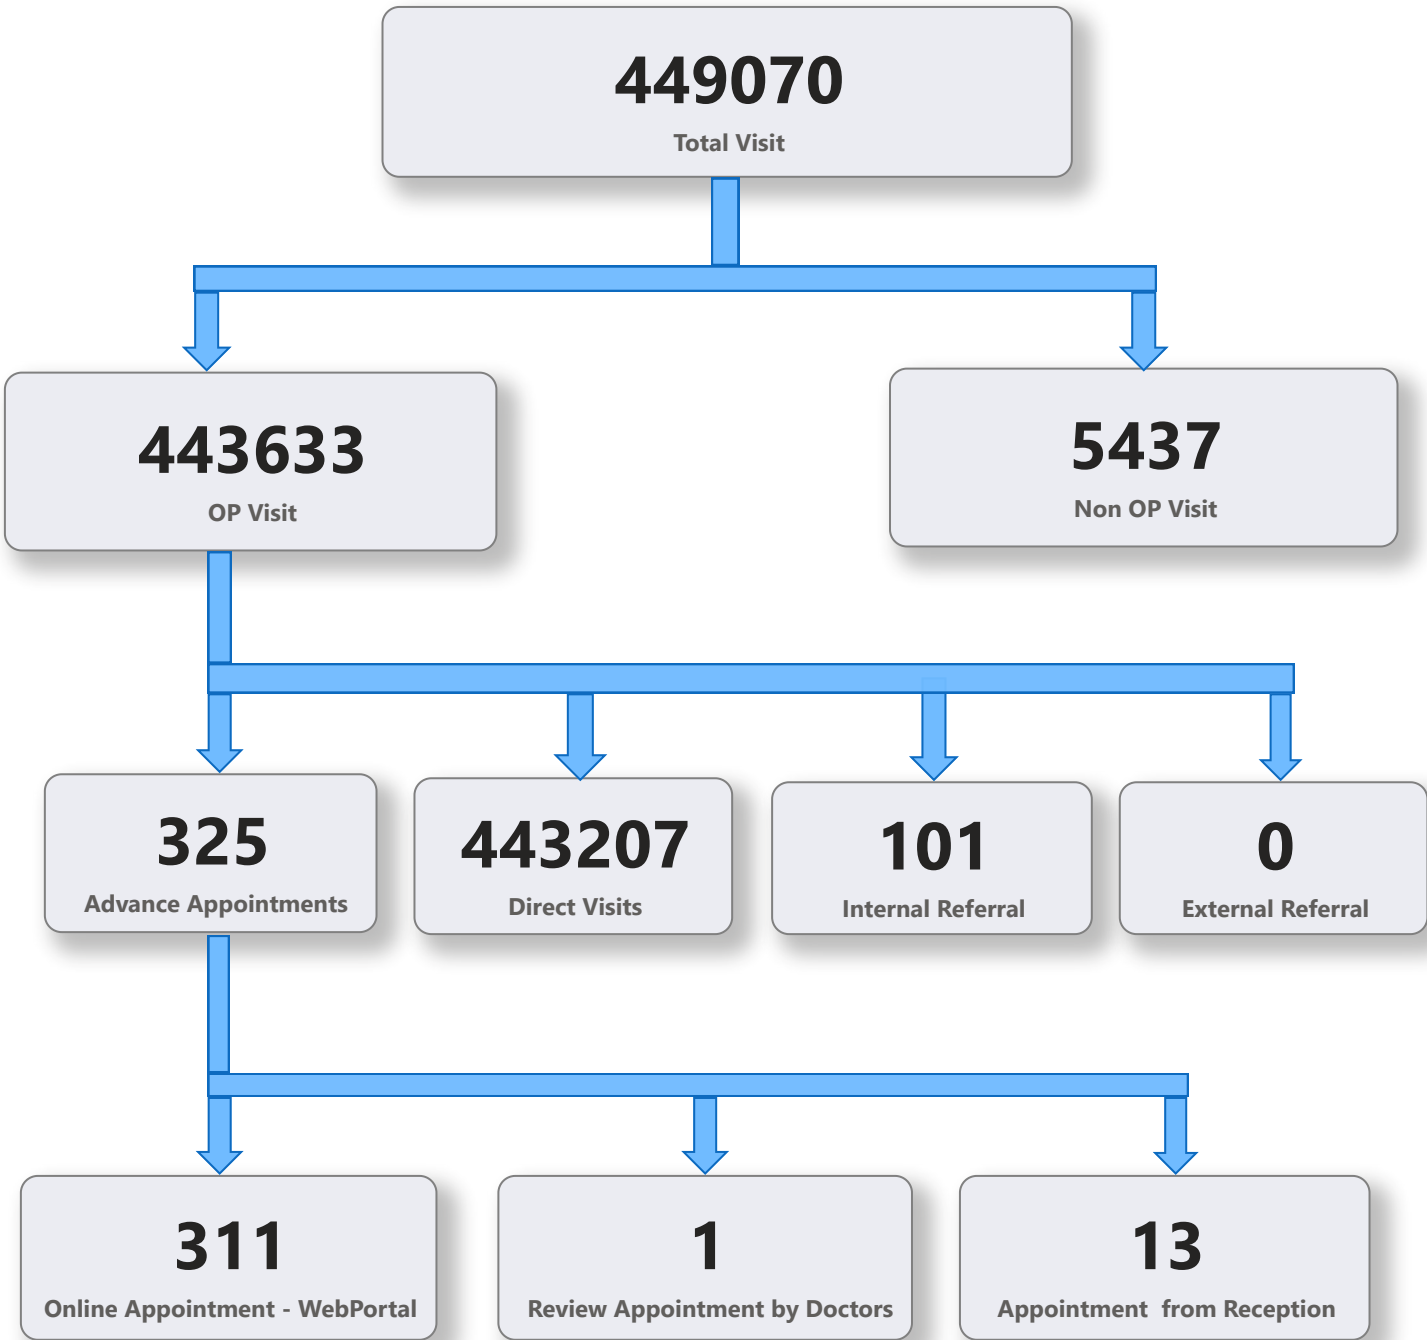 449070
Total Visit
443633
OP Visit
5437
Non OP Visit
325
Advance Appointments
443207
Direct Visits
101
Internal Referral
0
External Referral
311
Online Appointment - WebPortal
1
Review Appointment by Doctors
13
Appointment  from Reception